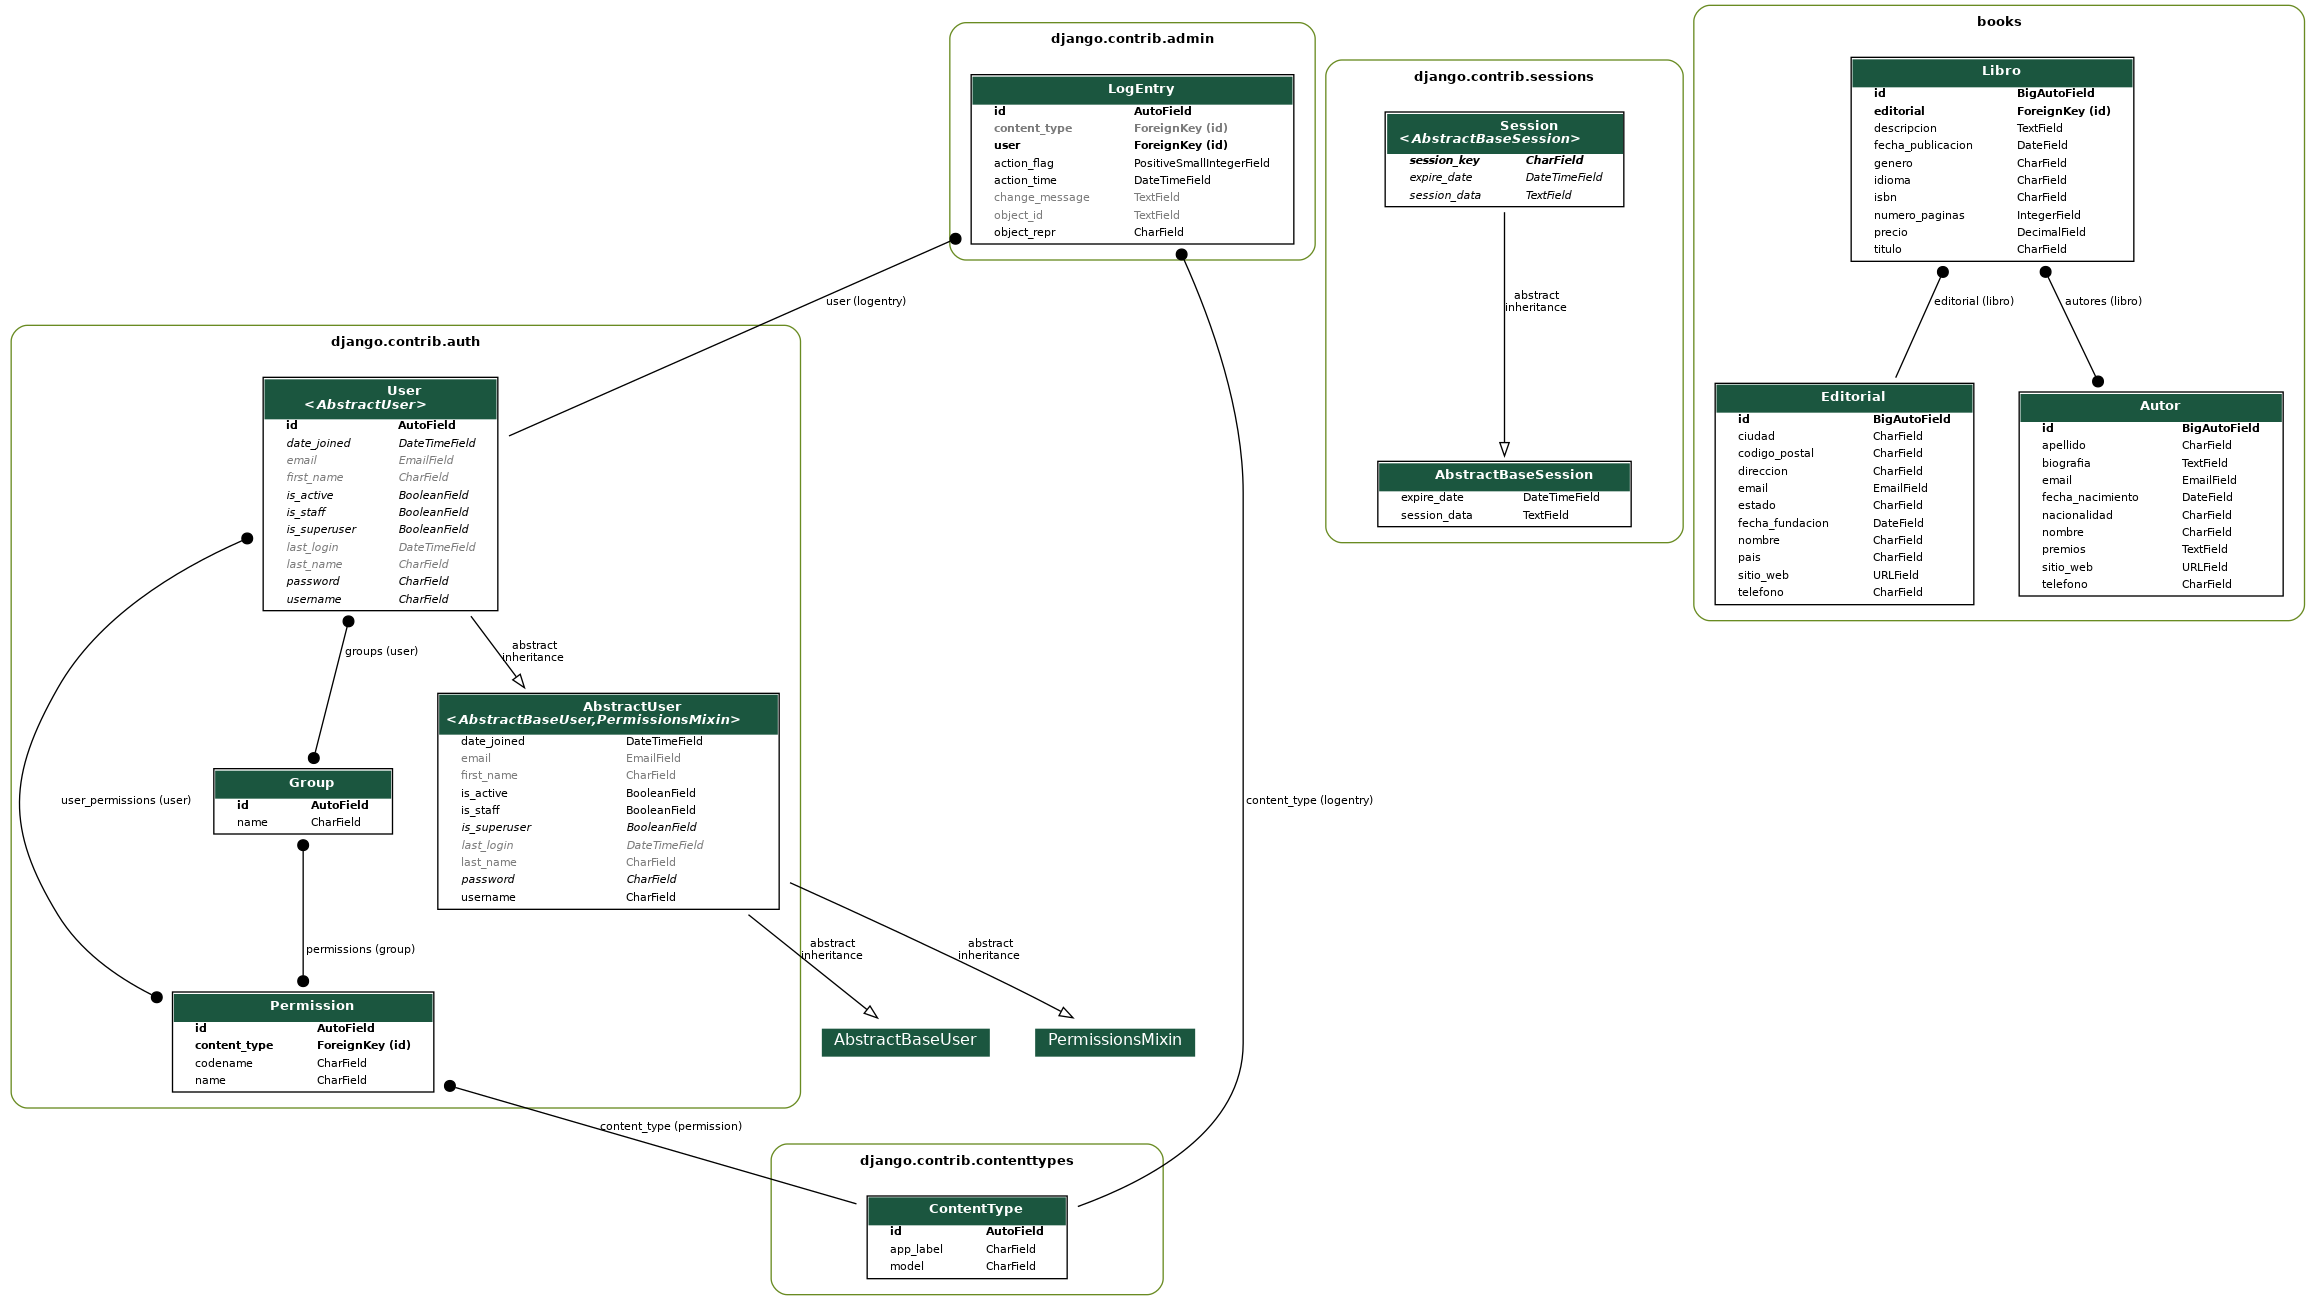 django.contrib.admin
LogEntry
id AutoField
content_type ForeignKey (id)
user ForeignKey (id)
action_flag PositiveSmallIntegerField
action_time DateTimeField
change_message TextField
object_id TextField
object_repr CharField
django.contrib.sessions
Session
<AbstractBaseSession>
session_key CharField
expire_date DateTimeField
session_data TextField
abstract
inheritance
AbstractBaseSession
expire_date DateTimeField
session_data TextField
books
Libro
id BigAutoField
editorial ForeignKey (id)
descripcion TextField
fecha_publicacion DateField
genero CharField
idioma CharField
isbn CharField
numero_paginas IntegerField
precio DecimalField
titulo CharField
editorial (libro)
autores (libro)
Editorial
id BigAutoField
ciudad CharField
codigo_postal CharField
direccion CharField
email EmailField
estado CharField
fecha_fundacion DateField
nombre CharField
pais CharField
sitio_web URLField
telefono CharField
Autor
id BigAutoField
apellido CharField
biografia TextField
email EmailField
fecha_nacimiento DateField
nacionalidad CharField
nombre CharField
premios TextField
sitio_web URLField
telefono CharField
user (logentry)
django.contrib.auth
User
<AbstractUser>
id AutoField
date_joined DateTimeField
email EmailField
first_name CharField
is_active BooleanField
is_staff BooleanField
is_superuser BooleanField
last_login DateTimeField
last_name CharField
password CharField
username CharField
groups (user)
abstract
inheritance
AbstractUser
<AbstractBaseUser,PermissionsMixin>
date_joined DateTimeField
email EmailField
first_name CharField
is_active BooleanField
is_staff BooleanField
is_superuser BooleanField
last_login DateTimeField
last_name CharField
password CharField
username CharField
Group
id AutoField
name CharField
user_permissions (user)
content_type (logentry)
permissions (group)
abstract
inheritance
abstract
inheritance
Permission
id AutoField
content_type ForeignKey (id)
codename CharField
name CharField
AbstractBaseUser
PermissionsMixin
content_type (permission)
django.contrib.contenttypes
ContentType
id AutoField
app_label CharField
model CharField